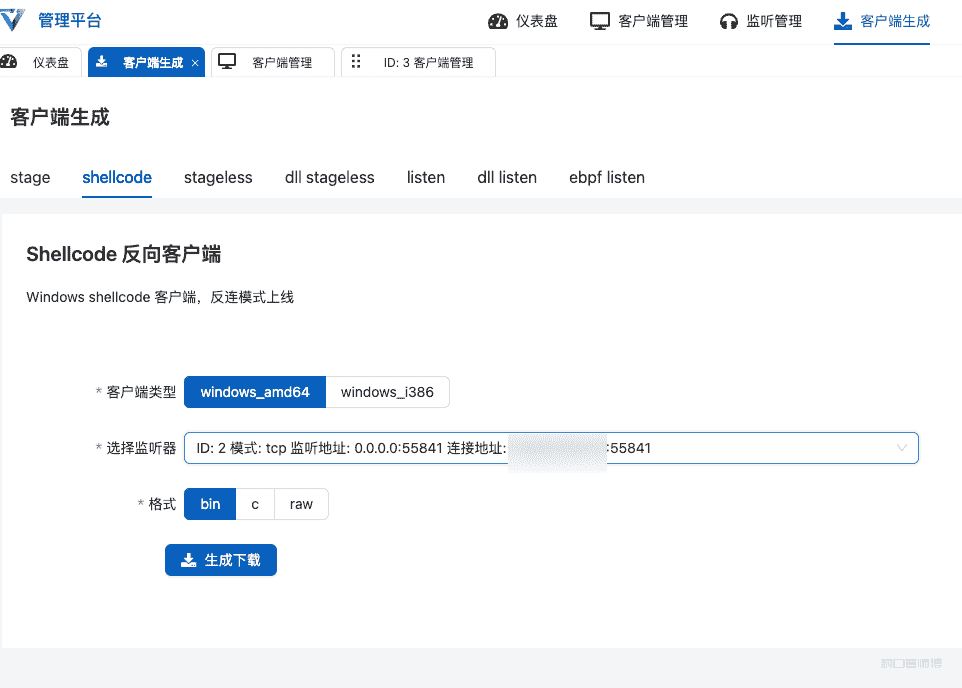 管理平台 仪表盘 客户端管理 监听管理 客户端生成
仪表盘 客户端生成 × 客户端管理 ID: 3 客户端管理
客户端生成
stage shellcode stageless dll stageless listen dll listen ebpf listen
Shellcode 反向客户端
Windows shellcode 客户端，反连模式上线
* 客户端类型 windows_amd64 windows_i386
* 选择监听器 ID: 2 模式: tcp 监听地址: 0.0.0.0:55841 连接地址: :55841
* 格式 bin c raw
生成下载